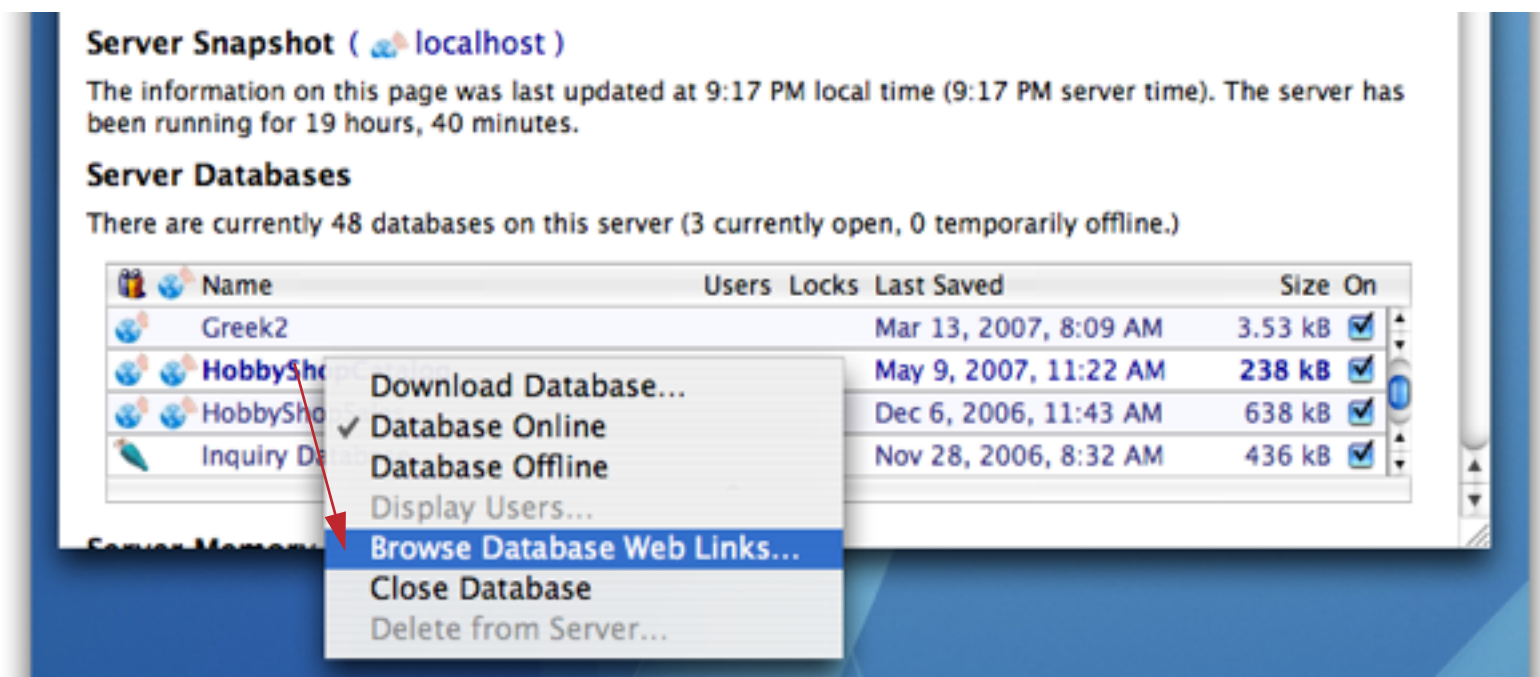 Server Snapshot ( localhost )
The information on this page was last updated at 9:17 PM local time (9:17 PM server time). The server has
been running for 19 hours, 40 minutes.
Server Databases
There are currently 48 databases on this server (3 currently open, 0 temporarily offline.)
Name Users Locks Last Saved Size On
Greek2 Mar 13, 2007, 8:09 AM 3.53 kB
HobbyShopCatalog May 9, 2007, 11:22 AM 238 kB
Dec 6, 2006, 11:43 AM 638 kB
Inquiry Database Nov 28, 2006, 8:32 AM 436 kB
Server Memory
Download Database...
✓ Database Online
Database Offline
Display Users...
Browse Database Web Links...
Close Database
Delete from Server...